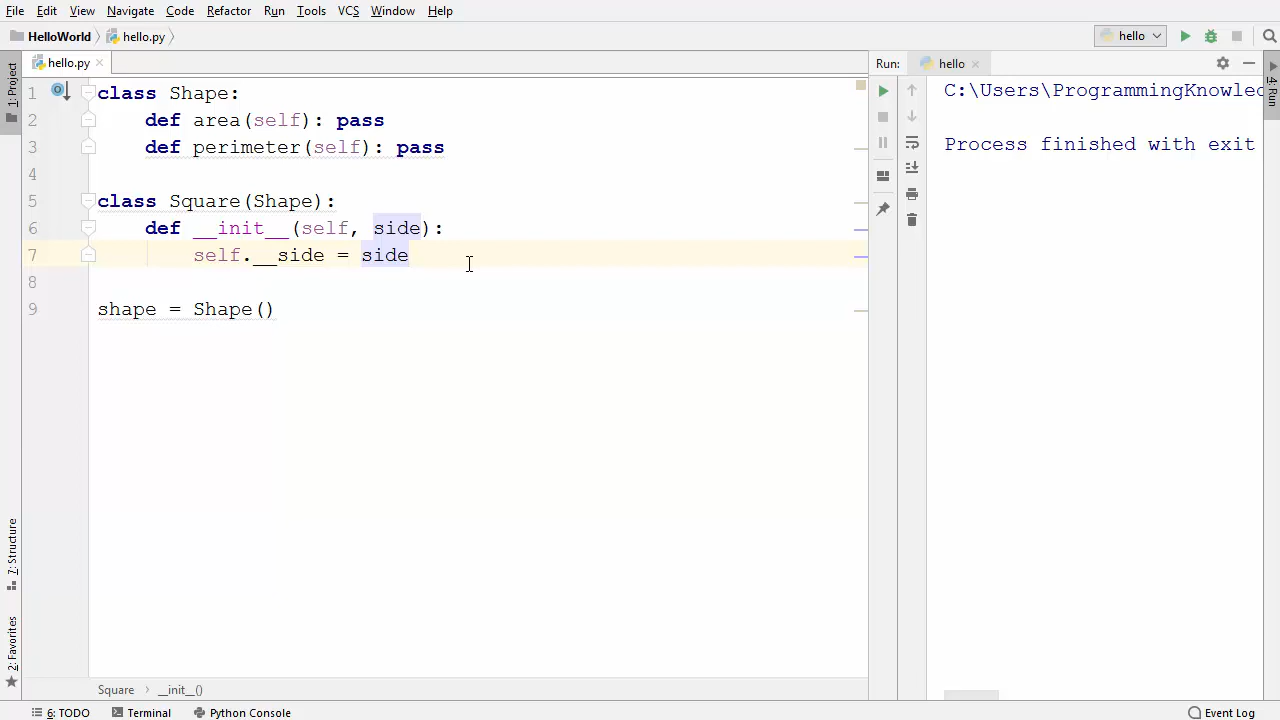 File Edit View Navigate Code Refactor Run Tools VCS Window Help
HelloWorld hello.py hello
hello.py Run: hello
1 class Shape:
2     def area(self): pass
3     def perimeter(self): pass
4
5 class Square(Shape):
6     def __init__(self, side):
7         self.__side = side
8
9 shape = Shape()
C:\Users\ProgrammingKnowled
Process finished with exit
1: Project
7: Structure
2: Favorites
4: Run
Square __init__()
6: TODO Terminal Python Console Event Log